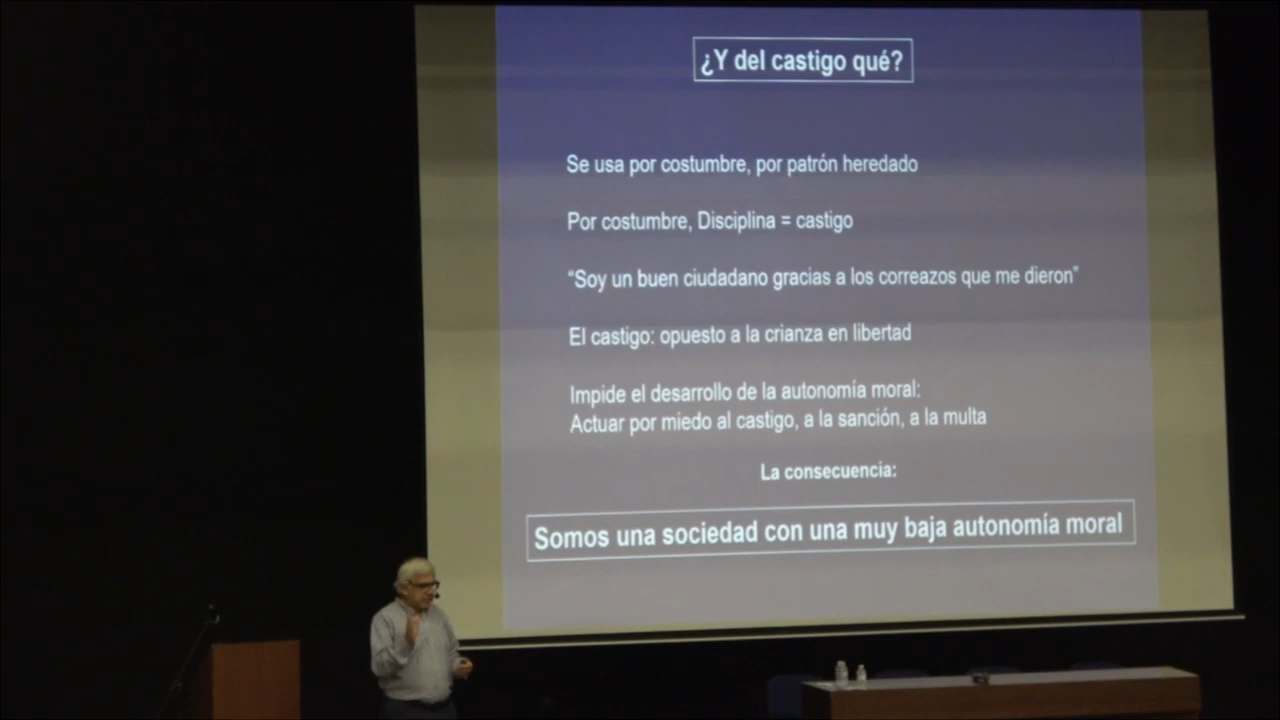 ¿Y del castigo qué?
Se usa por costumbre, por patrón heredado
Por costumbre, Disciplina = castigo
“Soy un buen ciudadano gracias a los correazos que me dieron”
El castigo: opuesto a la crianza en libertad
Impide el desarrollo de la autonomía moral:
Actuar por miedo al castigo, a la sanción, a la multa
La consecuencia:
Somos una sociedad con una muy baja autonomía moral